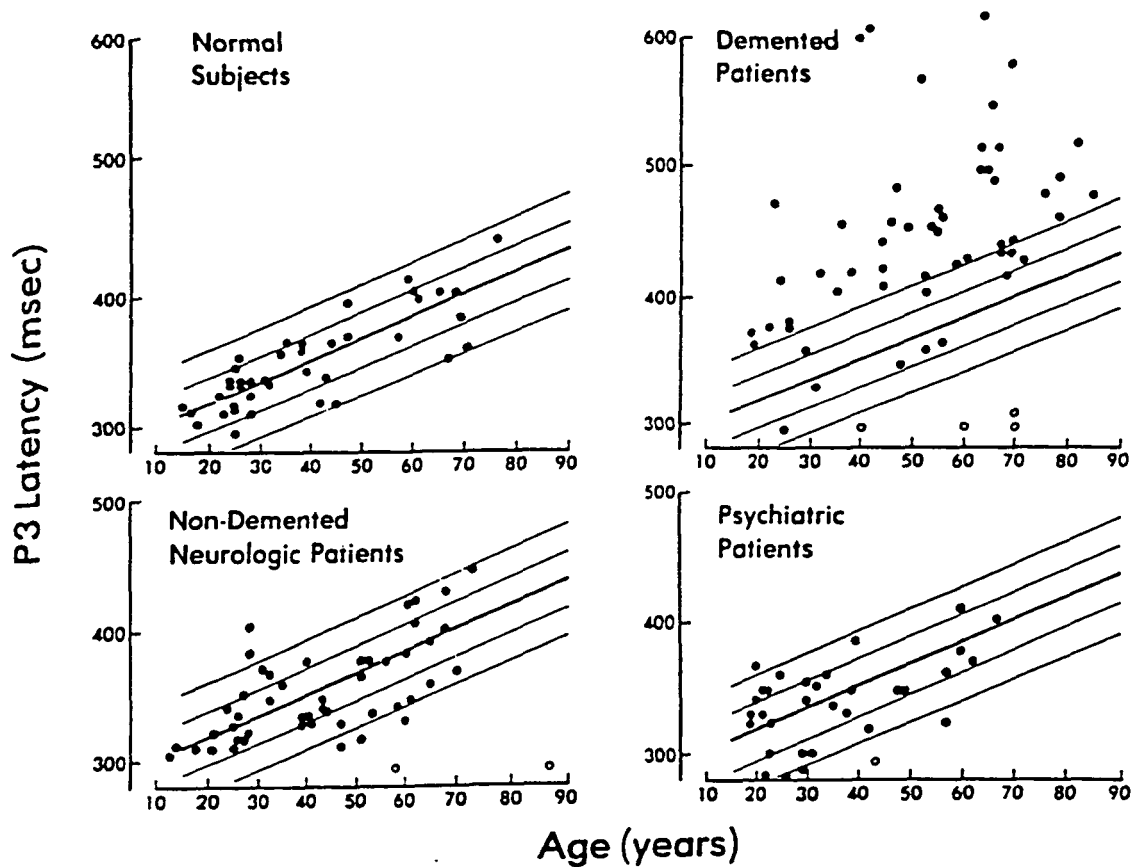 P3 Latency (msec)
Normal
Subjects
600
500
400
300
10 20 30 40 50 60 70 80 90
Demented
Patients
600
500
400
300
10 20 30 40 50 60 70 80 90
Non-Demented
Neurologic Patients
500
400
300
10 20 30 40 50 60 70 80 90
Psychiatric
Patients
500
400
300
10 20 30 40 50 60 70 80 90
Age (years)